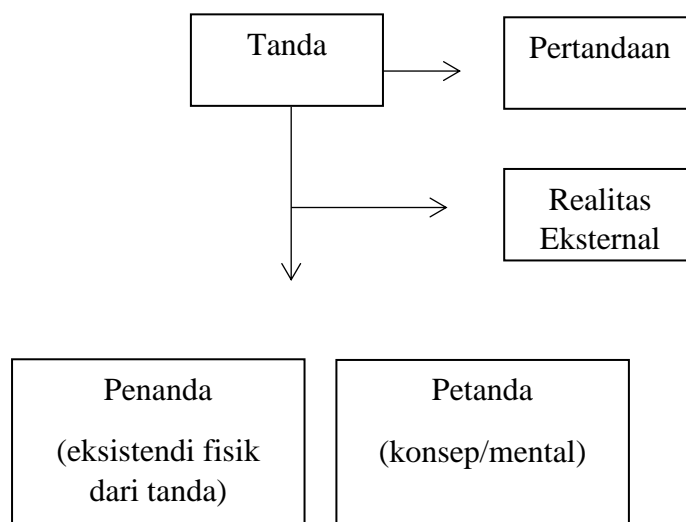 Tanda
Pertandaan
Realitas
Eksternal
Penanda
(eksistendi fisik
dari tanda)
Petanda
(konsep/mental)